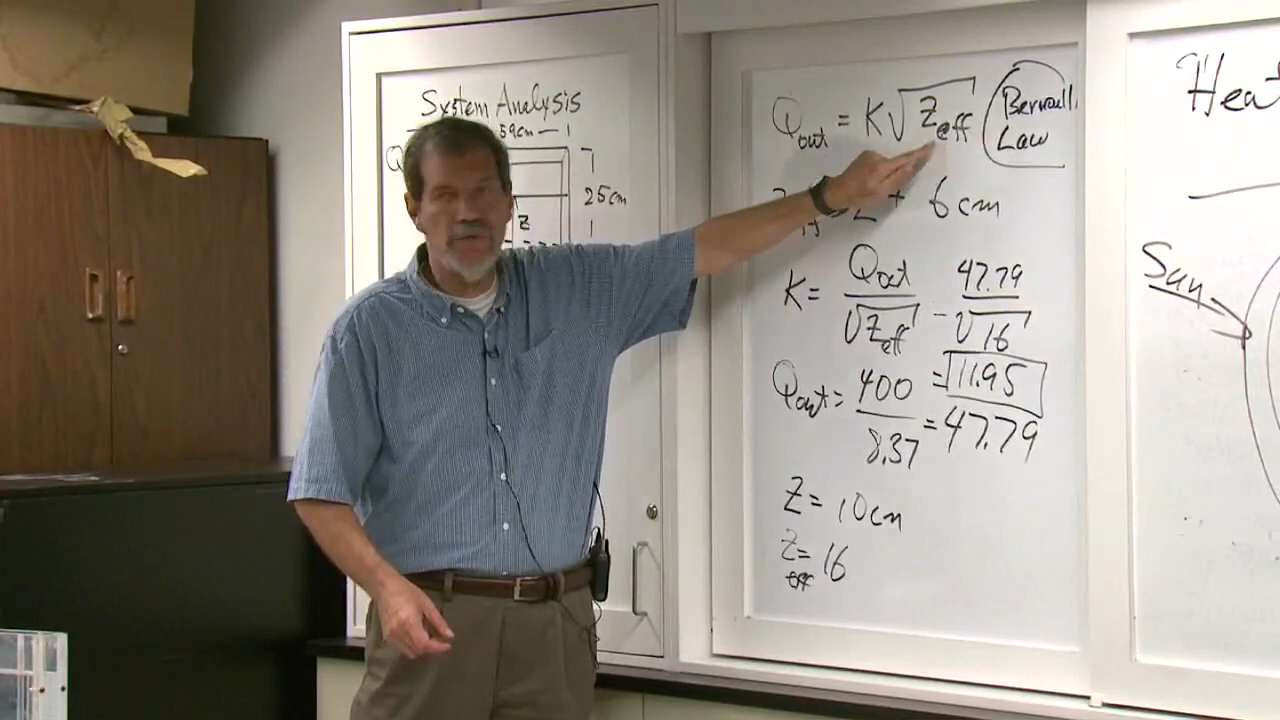 System Analysis
59cm
Q
25cm
Z
Qout = K√Zeff
Bernoulli
Law
+ 6cm
K = Qout/√Zeff = 47.79/√16
= 11.95
Qout = 400/8.37 = 47.79
Z = 10cm
Zeff = 16
Heat
Sun